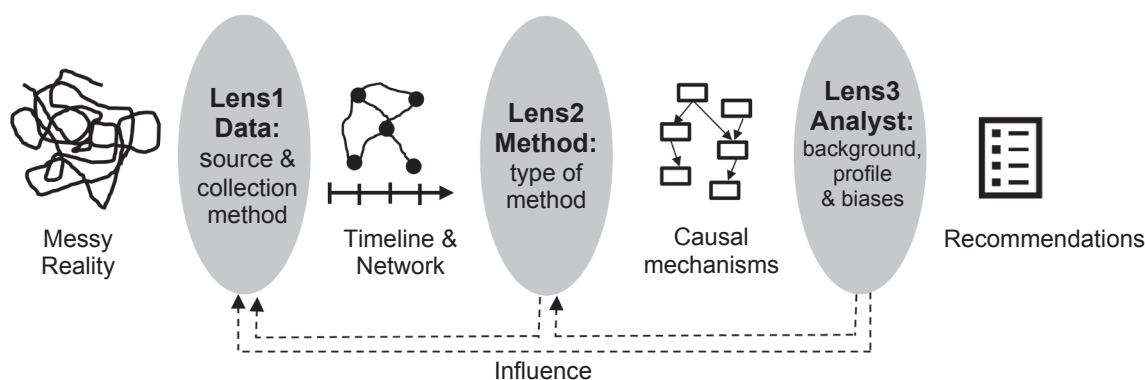 Lens1
Data:
source &
collection
method
Lens2
Method:
type of
method
Lens3
Analyst:
background,
profile
& biases
Messy
Reality
Timeline &
Network
Causal
mechanisms
Recommendations
Influence